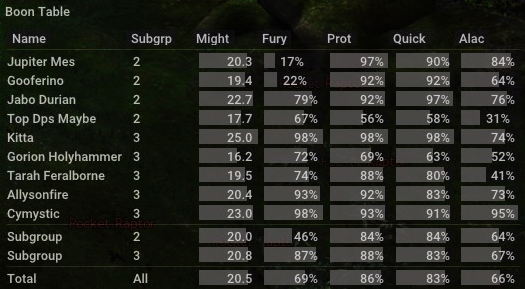 Boon Table
Name Subgrp Might Fury Prot Quick Alac
Jupiter Mes 2 20.3 17% 97% 90% 84%
Gooferino 2 19.4 22% 92% 92% 64%
Jabo Durian 2 22.7 79% 92% 97% 76%
Top Dps Maybe 2 17.7 67% 56% 58% 31%
Kitta 3 25.0 98% 98% 98% 74%
Gorion Holyhammer 3 16.2 72% 69% 63% 52%
Tarah Feralborne 3 19.5 74% 88% 80% 41%
Allysonfire 3 20.4 93% 92% 83% 73%
Cymystic 3 23.0 98% 93% 91% 95%
Pocket Raptor
Subgroup 2 20.0 46% 84% 84% 64%
Subgroup 3 20.8 87% 88% 83% 67%
Total All 20.5 69% 86% 83% 66%